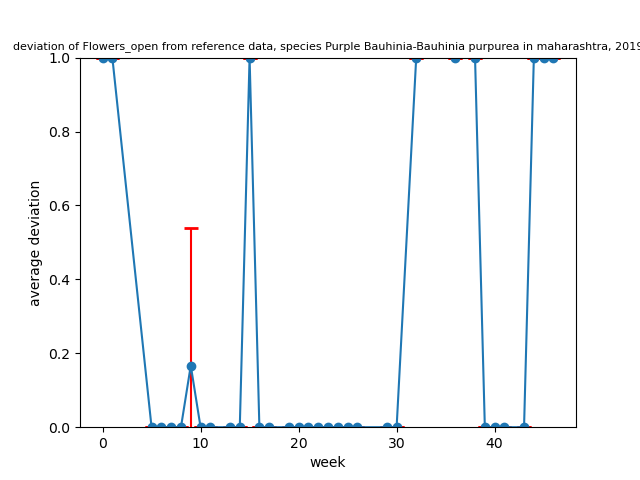 deviation of Flowers_open from reference data, species Purple Bauhinia-Bauhinia purpurea in maharashtra, 2019
1.0
0.8
0.6
0.4
0.2
0.0
average deviation
0 10 20 30 40
week